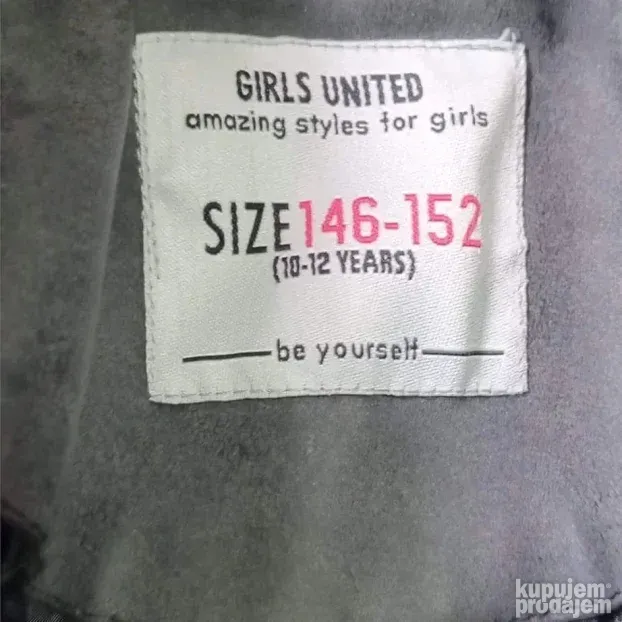 GIRLS UNITED
amazing styles for girls
SIZE 146-152
(10-12 YEARS)
be yourself
kupujem
prodajem